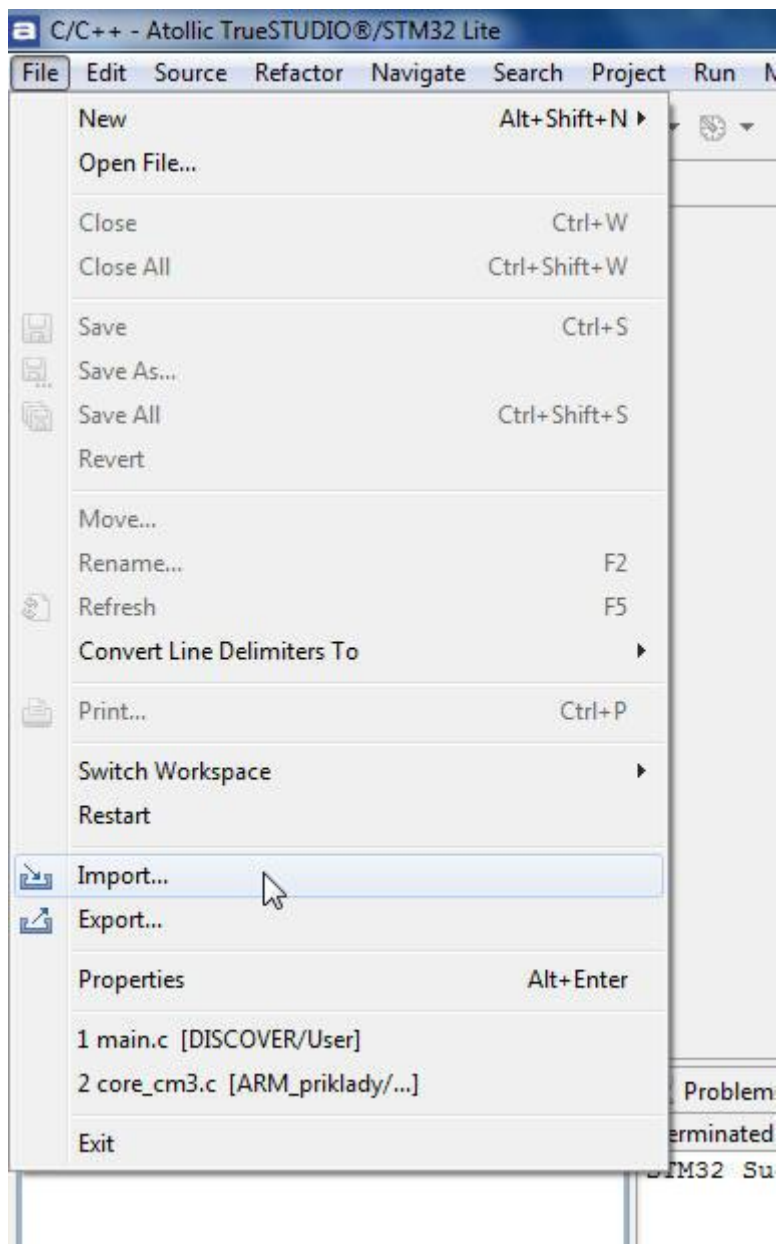 C/C++ - Atollic TrueSTUDIO®/STM32 Lite
File Edit Source Refactor Navigate Search Project Run
New Alt+Shift+N
Open File...
Close Ctrl+W
Close All Ctrl+Shift+W
Save Ctrl+S
Save As...
Save All Ctrl+Shift+S
Revert
Move...
Rename... F2
Refresh F5
Convert Line Delimiters To
Print... Ctrl+P
Switch Workspace
Restart
Import...
Export...
Properties Alt+Enter
1 main.c [DISCOVER/User]
2 core_cm3.c [ARM_priklady/...]
Problem
Exit
erminated
STM32 Su